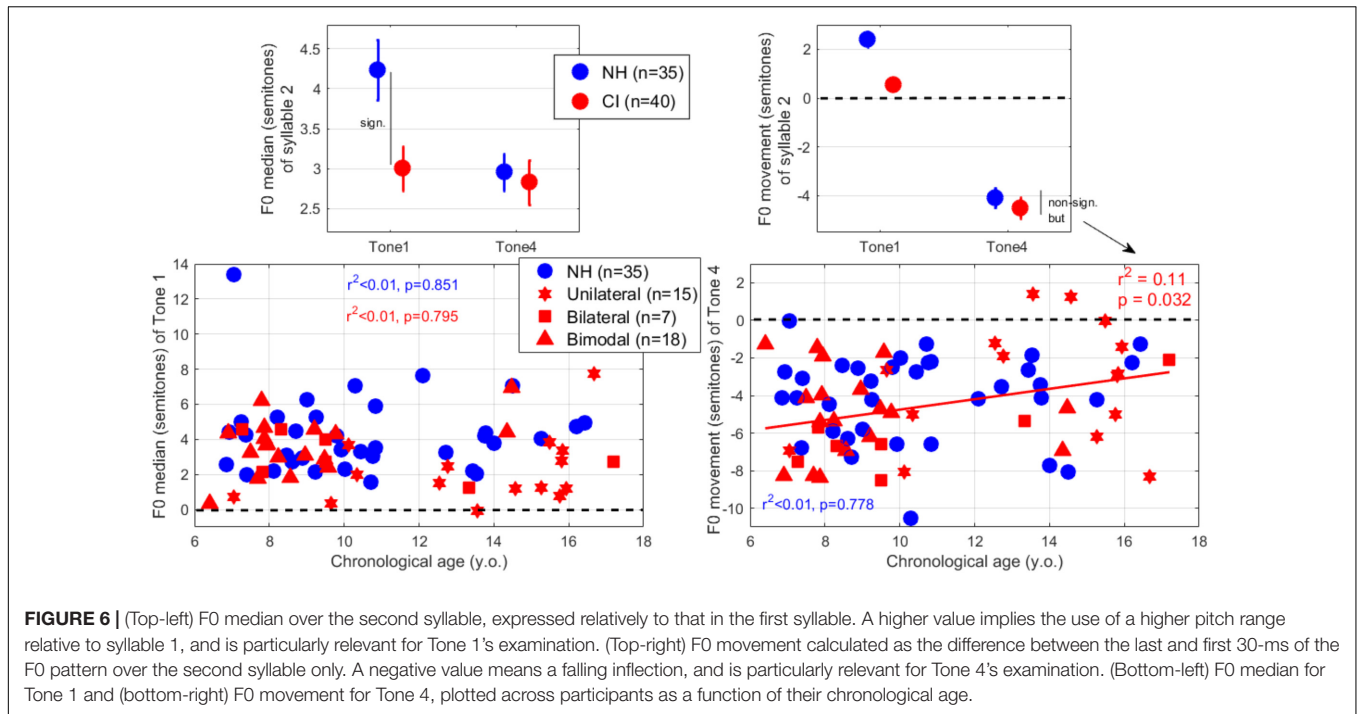 F0 median (semitones)
of syllable 2
4.5
4
3.5
3
2.5
sign.
Tone1
Tone4
NH (n=35)
CI (n=40)
F0 movement (semitones)
of syllable 2
2
0
-2
-4
non-sign.
but
Tone1
Tone4
F0 median (semitones) of Tone 1
14
12
10
8
6
4
2
0
r²<0.01, p=0.851
r²<0.01, p=0.795
NH (n=35)
Unilateral (n=15)
Bilateral (n=7)
Bimodal (n=18)
6
8
10
12
14
16
18
Chronological age (y.o.)
F0 movement (semitones) of Tone 4
2
0
-2
-4
-6
-8
-10
r² = 0.11
p = 0.032
r²<0.01, p=0.778
6
8
10
12
14
16
18
Chronological age (y.o.)
FIGURE 6 | (Top-left) F0 median over the second syllable, expressed relatively to that in the first syllable. A higher value implies the use of a higher pitch range
relative to syllable 1, and is particularly relevant for Tone 1's examination. (Top-right) F0 movement calculated as the difference between the last and first 30-ms of the
F0 pattern over the second syllable only. A negative value means a falling inflection, and is particularly relevant for Tone 4's examination. (Bottom-left) F0 median for
Tone 1 and (bottom-right) F0 movement for Tone 4, plotted across participants as a function of their chronological age.